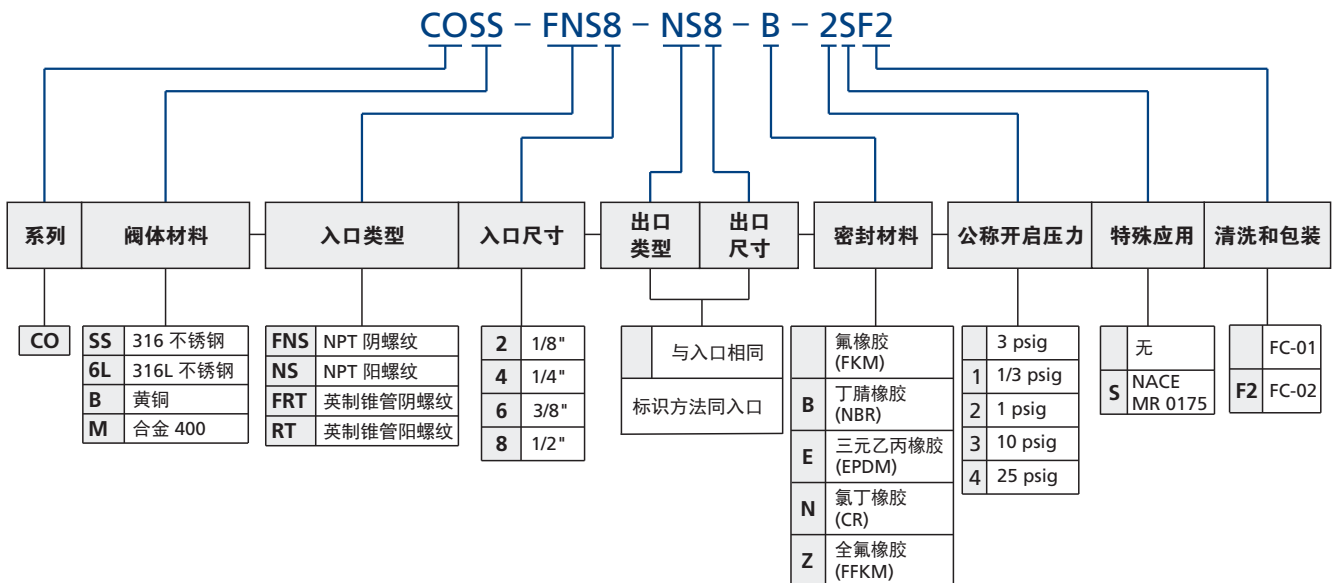 COSS – FNS8 – NS8 – B – 2SF2
系列
阀体材料
入口类型
入口尺寸
出口
类型
出口
尺寸
密封材料
公称开启压力
特殊应用
清洗和包装
CO
SS 316 不锈钢
6L 316L 不锈钢
B 黄铜
M 合金 400
FNS NPT 阴螺纹
NS NPT 阳螺纹
FRT 英制锥管阴螺纹
RT 英制锥管阳螺纹
2 1/8"
4 1/4"
6 3/8"
8 1/2"
与入口相同
标识方法同入口
氟橡胶
(FKM)
B 丁腈橡胶
(NBR)
E 三元乙丙橡胶
(EPDM)
N 氯丁橡胶
(CR)
Z 全氟橡胶
(FFKM)
3 psig
1 1/3 psig
2 1 psig
3 10 psig
4 25 psig
无
S NACE
MR 0175
FC-01
F2 FC-02